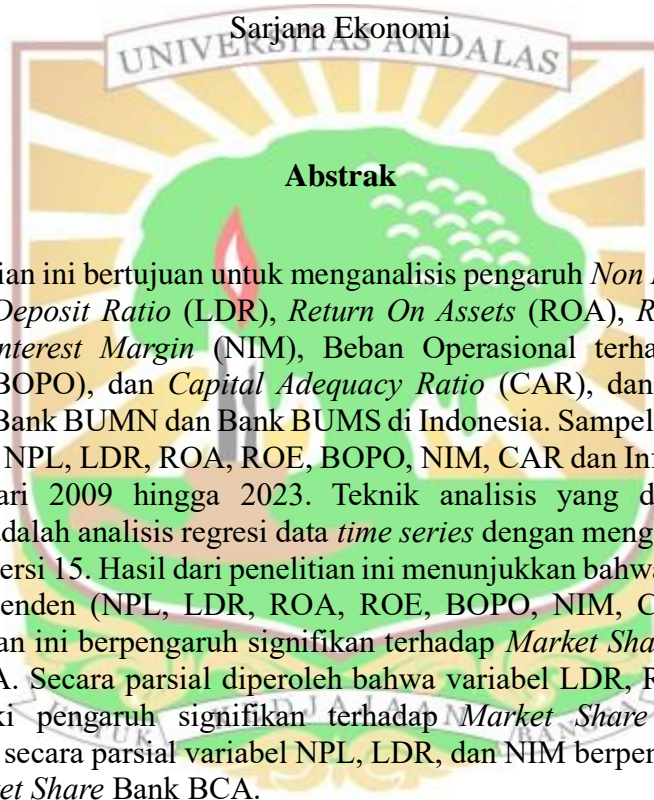 Sarjana Ekonomi
UNIVERSITAS ANDALAS
Abstrak
ian ini bertujuan untuk menganalisis pengaruh Non
Deposit Ratio (LDR), Return On Assets (ROA), R
nterest Margin (NIM), Beban Operasional terha
BOPO), dan Capital Adequacy Ratio (CAR), dan
Bank BUMN dan Bank BUMS di Indonesia. Sampel
NPL, LDR, ROA, ROE, BOPO, NIM, CAR dan In
ari 2009 hingga 2023. Teknik analisis yang d
dalah analisis regresi data time series dengan meng
ersi 15. Hasil dari penelitian ini menunjukkan bahwa
enden (NPL, LDR, ROA, ROE, BOPO, NIM, C
an ini berpengaruh signifikan terhadap Market Sha
A. Secara parsial diperoleh bahwa variabel LDR, R
ki pengaruh signifikan terhadap Market Share
secara parsial variabel NPL, LDR, dan NIM berpen
et Share Bank BCA.
UNTUK KEDJAJAAN BANGSA